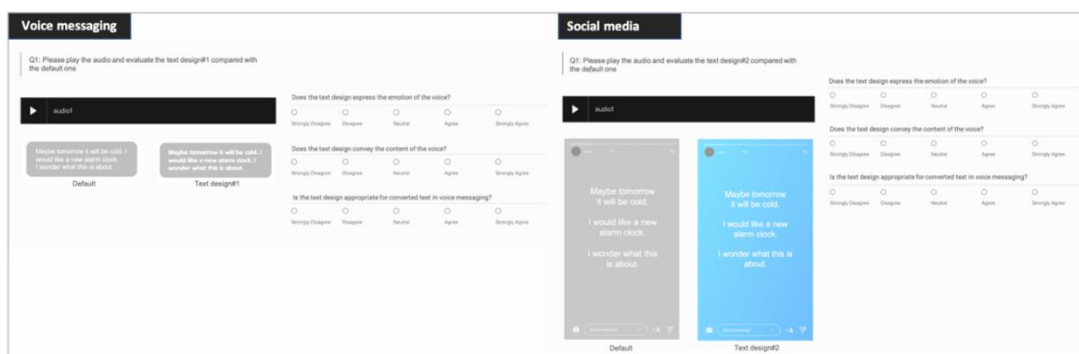 Voice messaging
Q1: Please play the audio and evaluate the text design#1 compared with
the default one
audio1
Maybe tomorrow it will be cold. I
would like a new alarm clock.
I wonder what this is about
Default
Maybe tomorrow it will be cold. I
would like a new alarm clock. I
wonder what this is about.
Text design#1
Does the text design express the emotion of the voice?
Strongly Disagree Disagree Neutral Agree Strongly Agree
Does the text design convey the content of the voice?
Strongly Disagree Disagree Neutral Agree Strongly Agree
Is the text design appropriate for converted text in voice messaging?
Strongly Disagree Disagree Neutral Agree Strongly Agree
Social media
Q1: Please play the audio and evaluate the text design#2 compared with
the default one
audio1
Maybe tomorrow
it will be cold.
I would like a new
alarm clock.
I wonder what this
is about.
Send message
Default
Maybe tomorrow
it will be cold.
I would like a new
alarm clock.
I wonder what this is
about.
Send message
Text design#2
Does the text design express the emotion of the voice?
Strongly Disagree Disagree Neutral Agree Strongly Agree
Does the text design convey the content of the voice?
Strongly Disagree Disagree Neutral Agree Strongly Agree
Is the text design appropriate for converted text in voice messaging?
Strongly Disagree Disagree Neutral Agree Strongly Agree